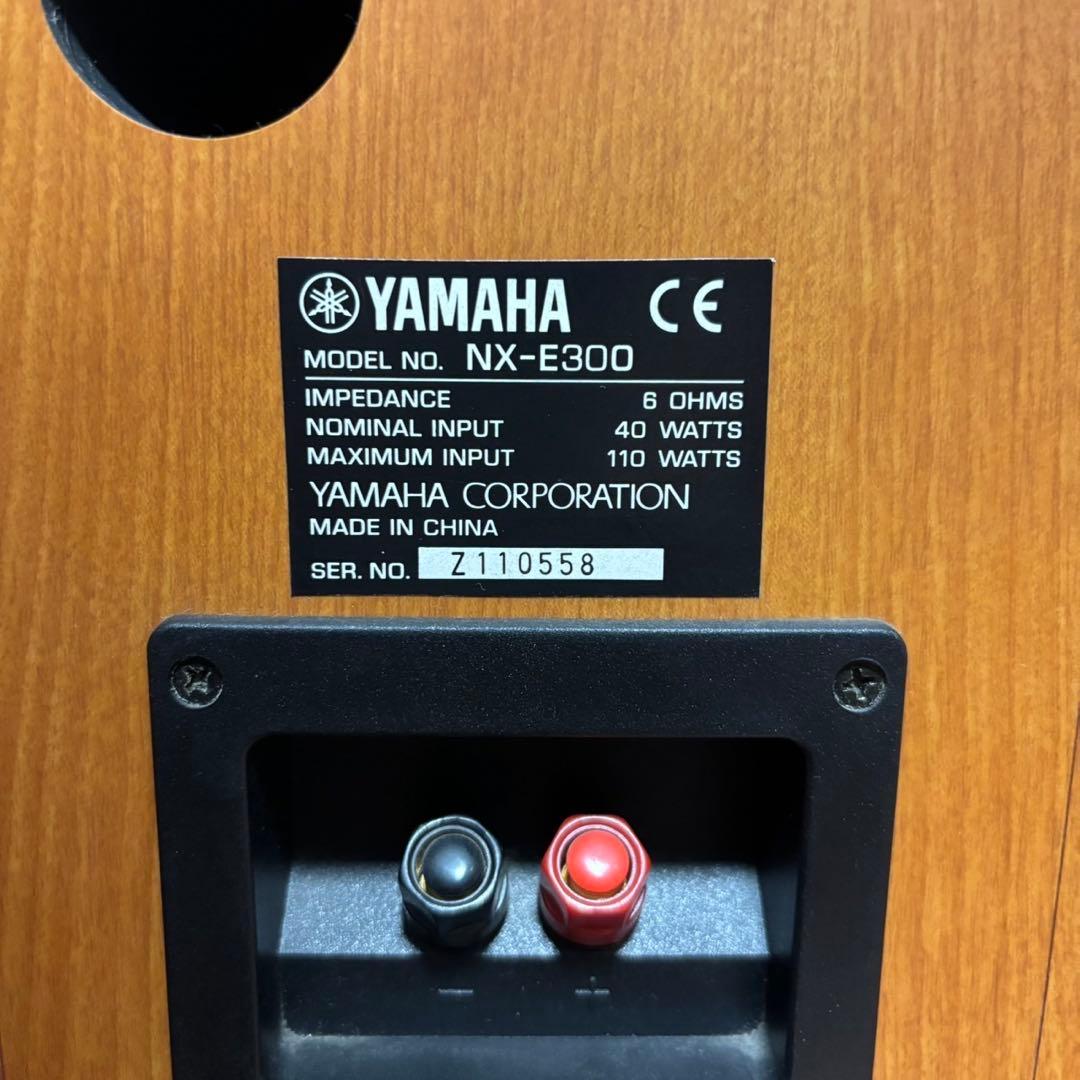 YAMAHA CE
MODEL NO. NX-E300
IMPEDANCE 6 OHMS
NOMINAL INPUT 40 WATTS
MAXIMUM INPUT 110 WATTS
YAMAHA CORPORATION
MADE IN CHINA
SER. NO. Z110558
− +